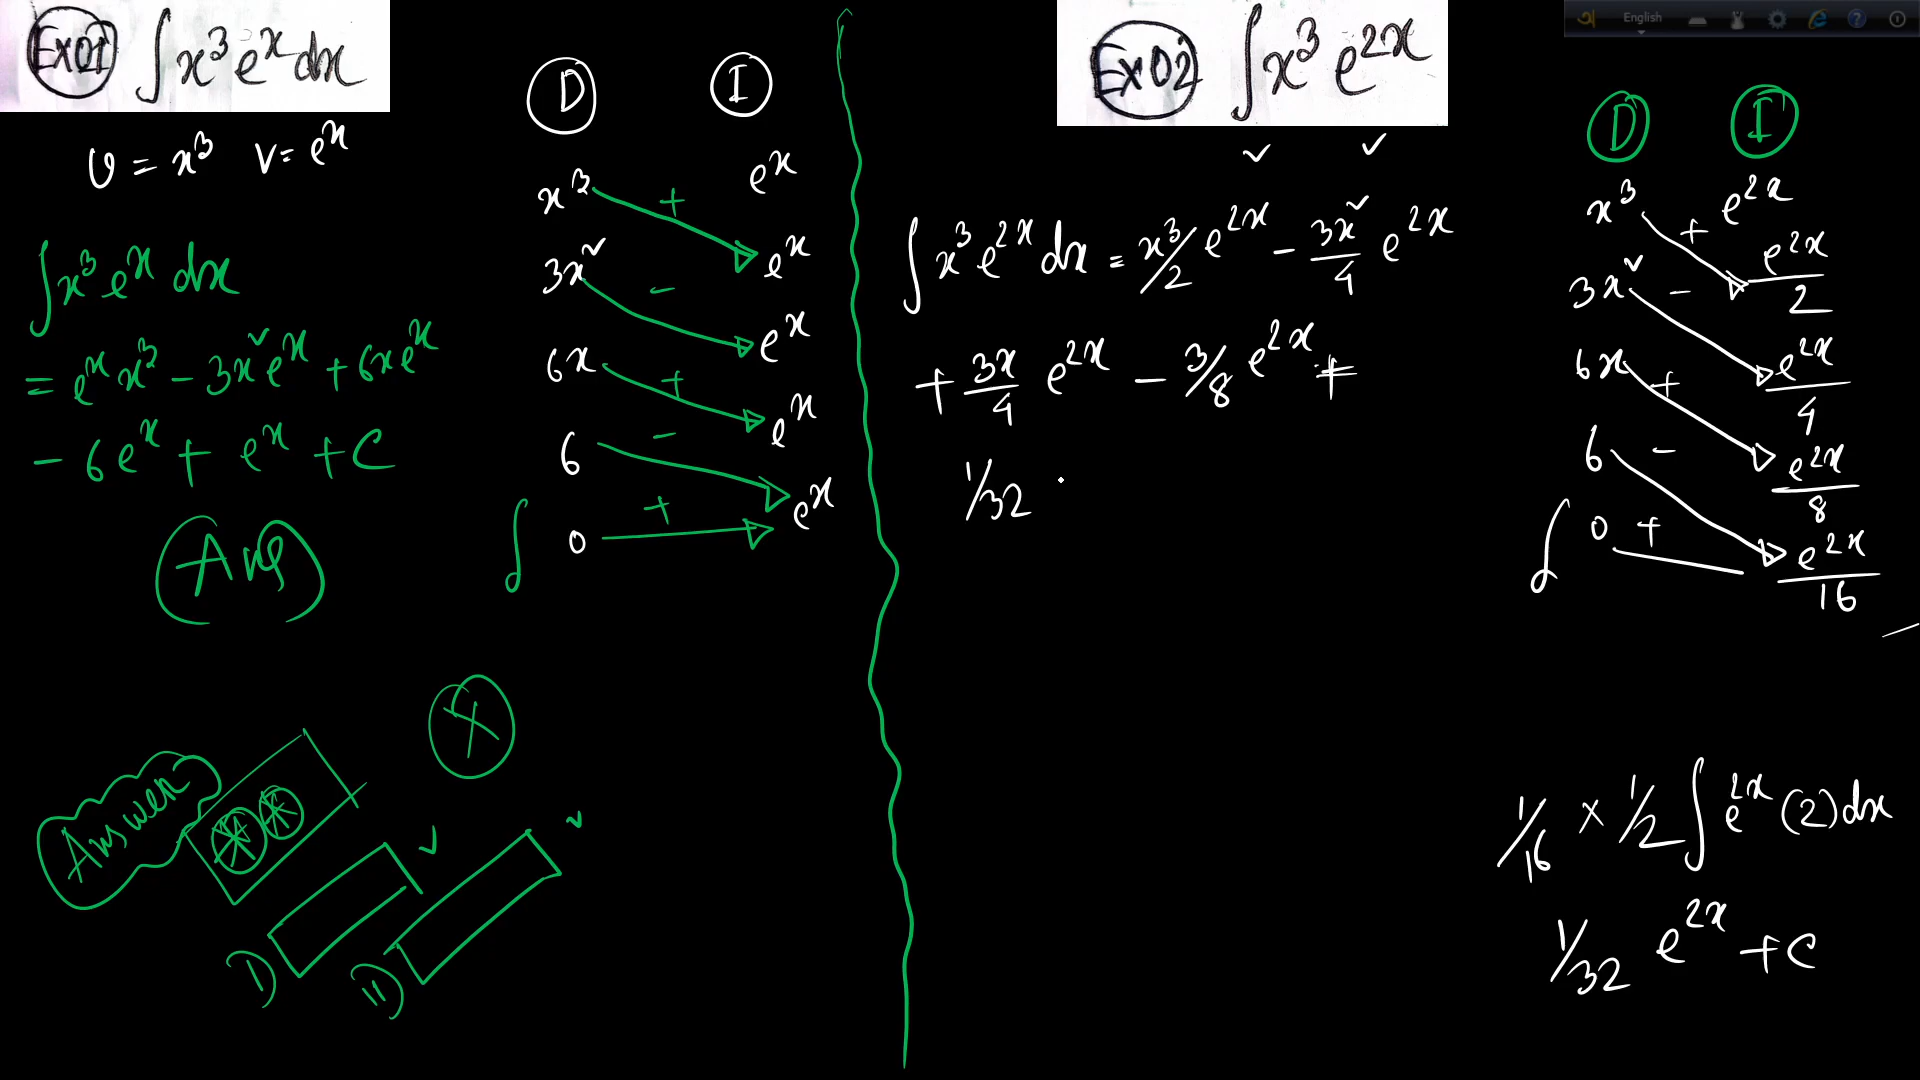 Ex01 ∫x³eˣdx
U = x³ V = eˣ
∫x³eˣ dx
= eˣx³ − 3x²eˣ + 6xeˣ
− 6eˣ + eˣ + C
Ans
D I
x³ + eˣ
3x² − eˣ
6x + eˣ
6 − eˣ
∫ 0 + eˣ
X
Answer
D
D
Ex02 ∫x³ e²ˣ
∫x³e²ˣdx = x³/2 e²ˣ − 3x²/4 e²ˣ
+ 3x/4 e²ˣ − 3/8 e²ˣ +
1/32 .
English
D I
x³ + e²ˣ
3x² − e²ˣ/2
6x + e²ˣ/4
6 − e²ˣ/8
∫ 0 + e²ˣ/16
1/16 × 1/2 ∫e²ˣ(2)dx
1/32 e²ˣ + C